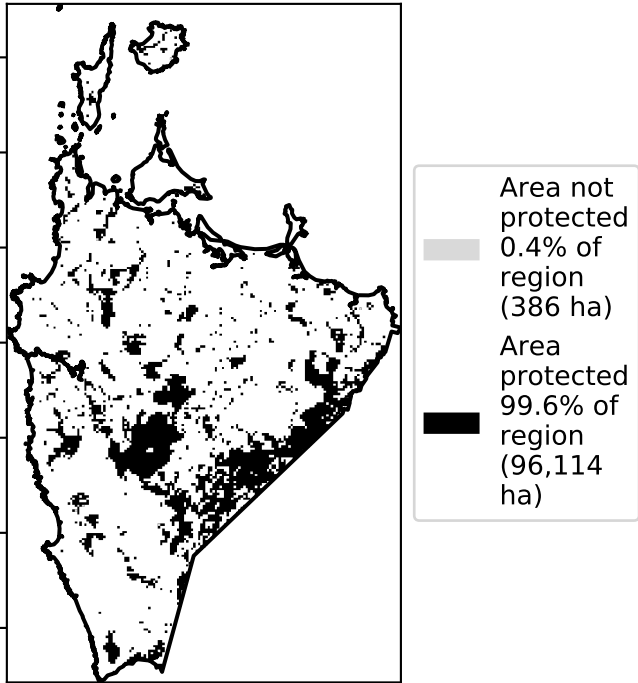 Area not
protected
0.4% of
region
(386 ha)
Area
protected
99.6% of
region
(96,114
ha)